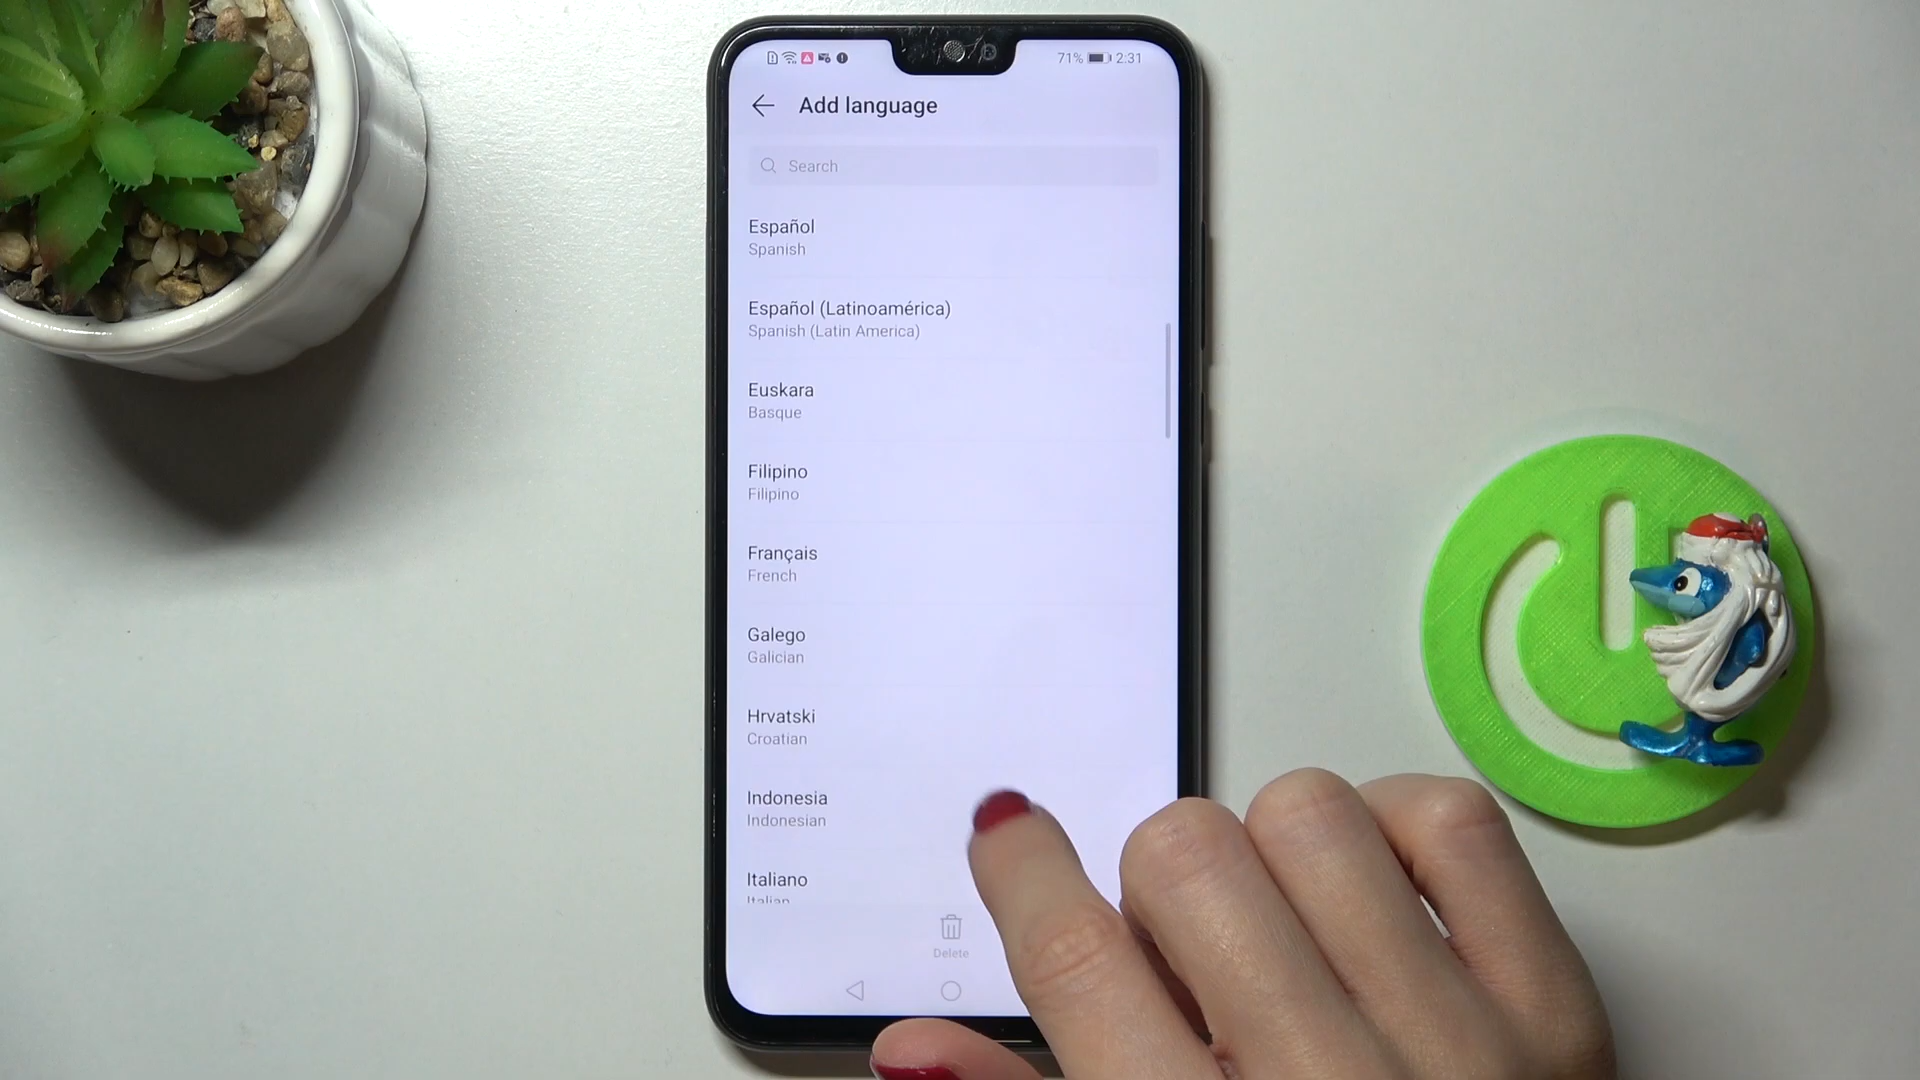 71% 2:31
Add language
Search
Español
Spanish
Español (Latinoamérica)
Spanish (Latin America)
Euskara
Basque
Filipino
Filipino
Français
French
Galego
Galician
Hrvatski
Croatian
Indonesia
Indonesian
Italiano
Italian
Delete